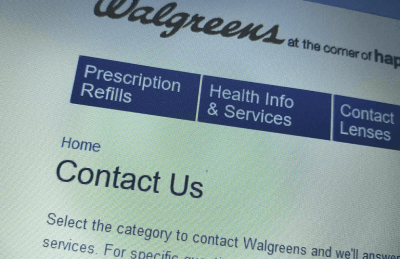 Walgreens at the corner of hap
Prescription Refills
Health Info & Services
Contact Lenses
Home
Contact Us
Select the category to contact Walgreens and we'll answer
services. For specific